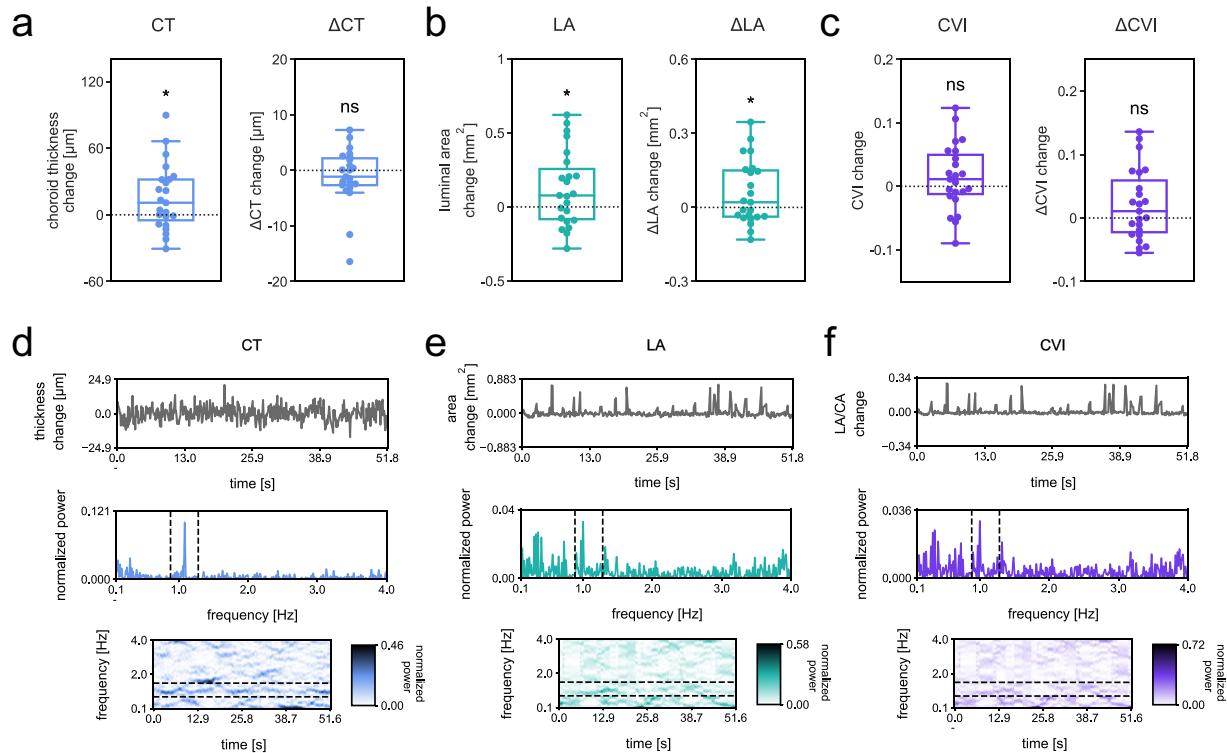 a
CT
ΔCT
choroid thickness
change [µm]
120
60
0
-60
*
ΔCT change [µm]
20
10
0
-10
-20
ns
b
LA
ΔLA
luminal area
change [mm²]
1
0.5
0
-0.5
*
ΔLA change [mm²]
0.6
0.3
0
-0.3
*
c
CVI
ΔCVI
CVI change
0.2
0.1
0
-0.1
ns
ΔCVI change
0.2
0.1
0
-0.1
ns
d
CT
thickness
change [µm]
24.9
0.0
−24.9
0.0
13.0
25.9
38.9
51.8
-
time [s]
normalized power
0.121
0.000
0.1
1.0
2.0
3.0
4.0
-
frequency [Hz]
frequency [Hz]
4.0
2.0
0.1
0.0
12.9
25.8
38.7
51.6
time [s]
0.46
0.00
normalized
power
e
LA
area
change [mm²]
0.883
0.000
−0.883
0.0
13.0
25.9
38.9
51.8
time [s]
normalized power
0.04
0.00
0.1
1.0
2.0
3.0
4.0
frequency [Hz]
frequency [Hz]
4.0
2.0
0.1
0.0
12.9
25.8
38.7
51.6
time [s]
0.58
0.00
normalized
power
f
CVI
LA/CA
change
0.34
0.00
−0.34
0.0
13.0
25.9
38.9
51.8
time [s]
normalized power
0.036
0.000
0.1
1.0
2.0
3.0
4.0
frequency [Hz]
frequency [Hz]
4.0
2.0
0.1
0.0
12.9
25.8
38.7
51.6
time [s]
0.72
0.00
normalized
power